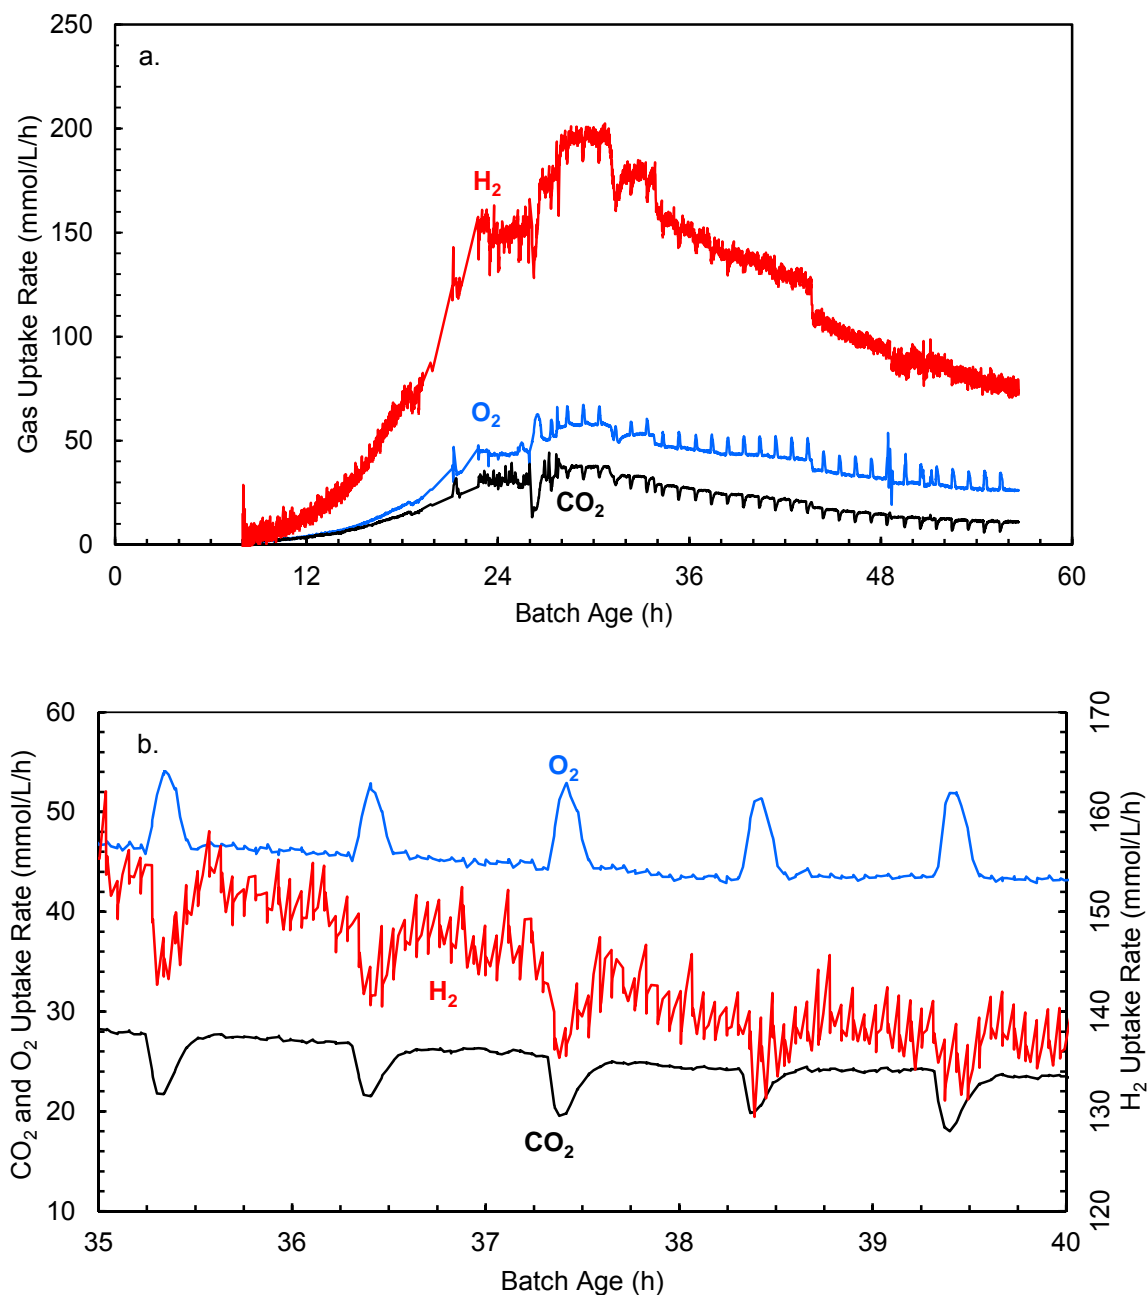 a.
Gas Uptake Rate (mmol/L/h)
250
200
150
100
50
0
H2
O2
CO2
0 12 24 36 48 60
Batch Age (h)
b.
CO2 and O2 Uptake Rate (mmol/L/h)
60
50
40
30
20
10
O2
H2
CO2
170
160
150
140
130
120
H2 Uptake Rate (mmol/L/h)
35 36 37 38 39 40
Batch Age (h)